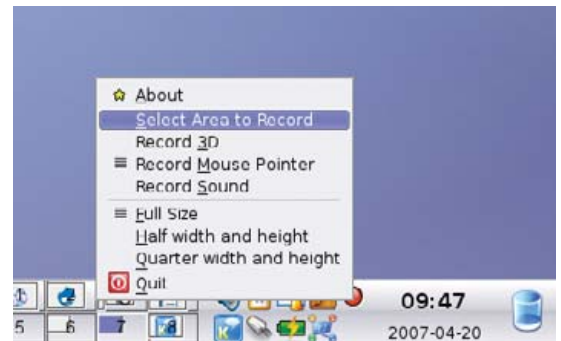 About
Select Area to Record
Record 3D
Record Mouse Pointer
Record Sound
Full Size
Half width and height
Quarter width and height
Quit
09:47
5 6 7 8
2007-04-20